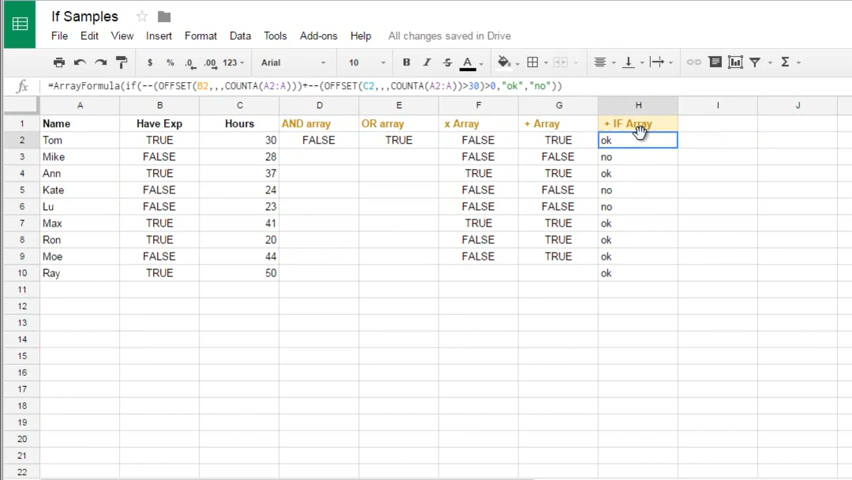 If Samples
File Edit View Insert Format Data Tools Add-ons Help All changes saved in Drive
$ % .0 .00 123 Arial 10 B I S A Σ
fx =ArrayFormula(if(--(OFFSET(B2,,,COUNTA(A2:A)))+--(OFFSET(C2,,,COUNTA(A2:A))>30)>0,"ok","no"))
A B C D E F G H I J
1 Name Have Exp Hours AND array OR array x Array + Array + IF Array
2 Tom TRUE 30 FALSE TRUE FALSE TRUE ok
3 Mike FALSE 28 FALSE FALSE no
4 Ann TRUE 37 TRUE TRUE ok
5 Kate FALSE 24 FALSE FALSE no
6 Lu FALSE 23 FALSE FALSE no
7 Max TRUE 41 TRUE TRUE ok
8 Ron TRUE 20 FALSE TRUE ok
9 Moe FALSE 44 FALSE TRUE ok
10 Ray TRUE 50 ok
11
12
13
14
15
16
17
18
19
20
21
22